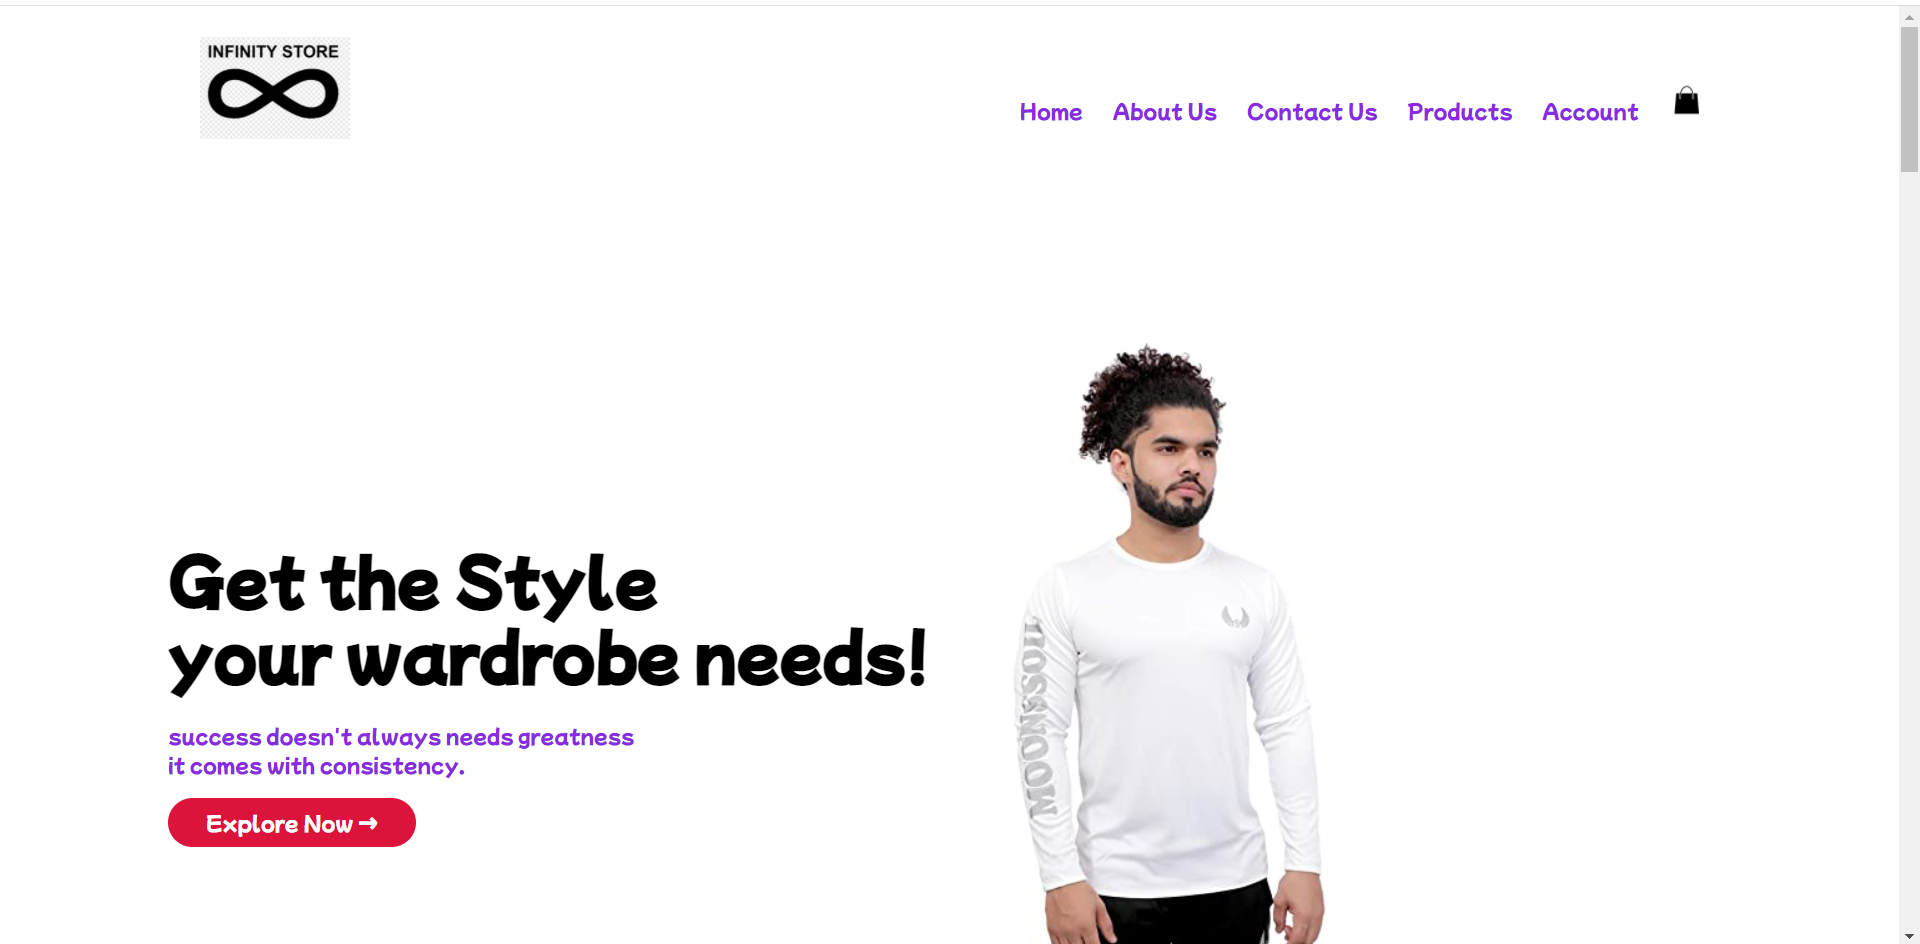 INFINITY STORE
Home About Us Contact Us Products Account
Get the Style
your wardrobe needs!
success doesn't always needs greatness
it comes with consistency.
Explore Now →